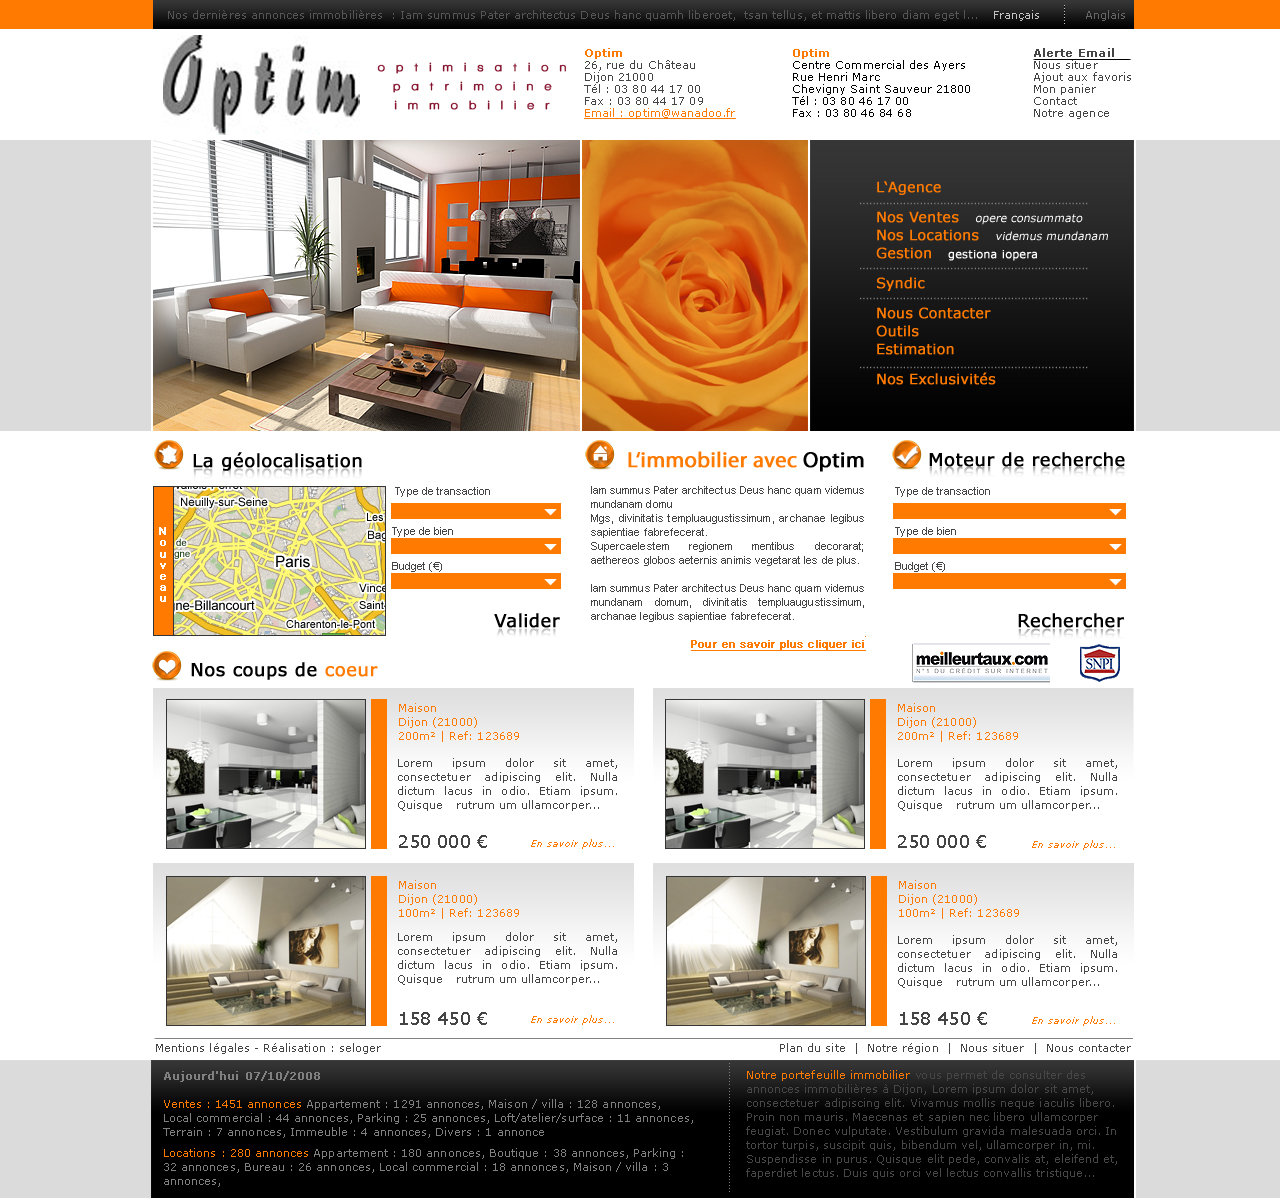 Nos dernières annonces immobilières : Iam summus Pater architectus Deus hanc quamh liberoet, tsan tellus, et mattis libero diam eget l...
Français
Anglais
Optim
optimisation
patrimoine
immobilier
Optim
26, rue du Château
Dijon 21000
Tél : 03 80 44 17 00
Fax : 03 80 44 17 09
Email : optim@wanadoo.fr
Optim
Centre Commercial des Ayers
Rue Henri Marc
Chevigny Saint Sauveur 21800
Tél : 03 80 46 17 00
Fax : 03 80 46 84 68
Alerte Email
Nous situer
Ajout aux favoris
Mon panier
Contact
Notre agence
L'Agence
Nos Ventes opere consummato
Nos Locations videmus mundanam
Gestion gestiona iopera
Syndic
Nous Contacter
Outils
Estimation
Nos Exclusivités
La géolocalisation
Nouveau
Neuilly-sur-Seine
Les
Bag
de
gne
Paris
Vince
ne-Billancourt
Saint-
Charenton-le-Pont
Type de transaction
Type de bien
Budget (€)
Valider
L'immobilier avec Optim
Iam summus Pater architectus Deus hanc quam videmus
mundanam domu
Mgs, divinitatis templuaugustissimum, archanae legibus
sapientiae fabrefecerat.
Supercaelestem regionem mentibus decorarat;
aethereos globos aeternis animis vegetarat les de plus.
Iam summus Pater architectus Deus hanc quam videmus
mundanam domum, divinitatis templuaugustissimum,
archanae legibus sapientiae fabrefecerat.
Pour en savoir plus cliquer ici
Moteur de recherche
Type de transaction
Type de bien
Budget (€)
Rechercher
meilleurtaux.com
N°1 DU CRÉDIT SUR INTERNET
SNPI
Nos coups de coeur
Maison
Dijon (21000)
200m² | Ref: 123689
Lorem ipsum dolor sit amet,
consectetuer adipiscing elit. Nulla
dictum lacus in odio. Etiam ipsum.
Quisque rutrum um ullamcorper...
250 000 €
En savoir plus...
Maison
Dijon (21000)
200m² | Ref: 123689
Lorem ipsum dolor sit amet,
consectetuer adipiscing elit. Nulla
dictum lacus in odio. Etiam ipsum.
Quisque rutrum um ullamcorper...
250 000 €
En savoir plus...
Maison
Dijon (21000)
100m² | Ref: 123689
Lorem ipsum dolor sit amet,
consectetuer adipiscing elit. Nulla
dictum lacus in odio. Etiam ipsum.
Quisque rutrum um ullamcorper...
158 450 €
En savoir plus...
Maison
Dijon (21000)
100m² | Ref: 123689
Lorem ipsum dolor sit amet,
consectetuer adipiscing elit. Nulla
dictum lacus in odio. Etiam ipsum.
Quisque rutrum um ullamcorper...
158 450 €
En savoir plus...
Mentions légales - Réalisation : seloger
Plan du site | Notre région | Nous situer | Nous contacter
Aujourd'hui 07/10/2008
Ventes : 1451 annonces Appartement : 1291 annonces, Maison / villa : 128 annonces,
Local commercial : 44 annonces, Parking : 25 annonces, Loft/atelier/surface : 11 annonces,
Terrain : 7 annonces, Immeuble : 4 annonces, Divers : 1 annonce
Locations : 280 annonces Appartement : 180 annonces, Boutique : 38 annonces, Parking :
32 annonces, Bureau : 26 annonces, Local commercial : 18 annonces, Maison / villa : 3
annonces,
Notre portefeuille immobilier vous permet de consulter des
annonces immobilières à Dijon, Lorem ipsum dolor sit amet,
consectetuer adipiscing elit. Vivamus mollis neque iaculis libero.
Proin non mauris. Maecenas et sapien nec libero ullamcorper
feugiat. Donec vulputate. Vestibulum gravida malesuada orci. In
tortor turpis, suscipit quis, bibendum vel, ullamcorper in, mi.
Suspendisse in purus. Quisque elit pede, convalis at, eleifend et,
faperdiet lectus. Duis quis orci vel lectus convallis tristique...